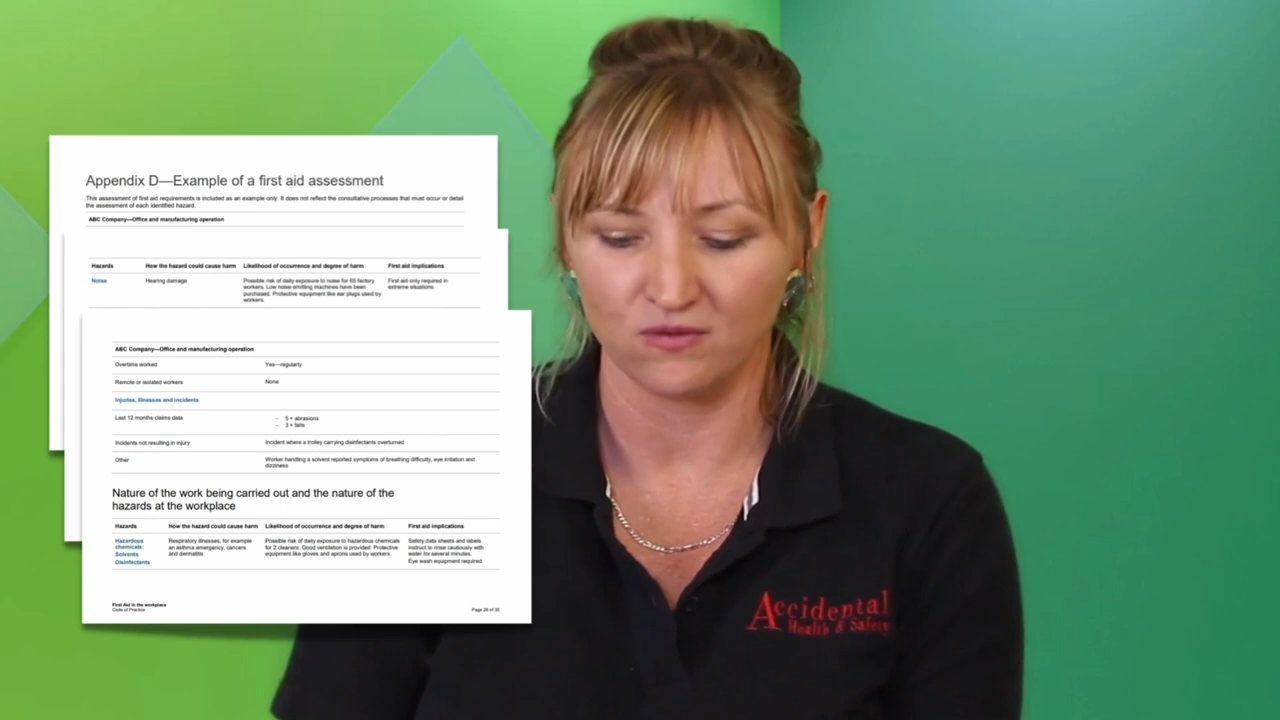 Appendix D—Example of a first aid assessment
This assessment of first aid requirements is included as an example only. It does not reflect the consultative processes that must occur or detail
the assessment of each identified hazard.
ABC Company—Office and manufacturing operation
Hazards How the hazard could cause harm Likelihood of occurrence and degree of harm First aid implications
Noise Hearing damage Possible risk of daily exposure to noise for 65 factory First aid only required in
workers. Low noise emitting machines have been extreme situations.
purchased. Protective equipment like ear plugs used by
workers.
ABC Company—Office and manufacturing operation
Overtime worked Yes—regularly
Remote or isolated workers None
Injuries, illnesses and incidents
Last 12 months claims data - 5 × abrasions
- 3 × falls
Incidents not resulting in injury Incident where a trolley carrying disinfectants overturned
Other Worker handling a solvent reported symptoms of breathing difficulty, eye irritation and
dizziness
Nature of the work being carried out and the nature of the
hazards at the workplace
Hazards How the hazard could cause harm Likelihood of occurrence and degree of harm First aid implications
Hazardous Respiratory illnesses, for example Possible risk of daily exposure to hazardous chemicals Safety data sheets and labels
chemicals: an asthma emergency, cancers for 2 cleaners. Good ventilation is provided. Protective instruct to rinse cautiously with
Solvents and dermatitis equipment like gloves and aprons used by workers. water for several minutes.
Disinfectants Eye wash equipment required.
First Aid in the workplace
Code of Practice Page 28 of 36
Accidental
Health & Safety